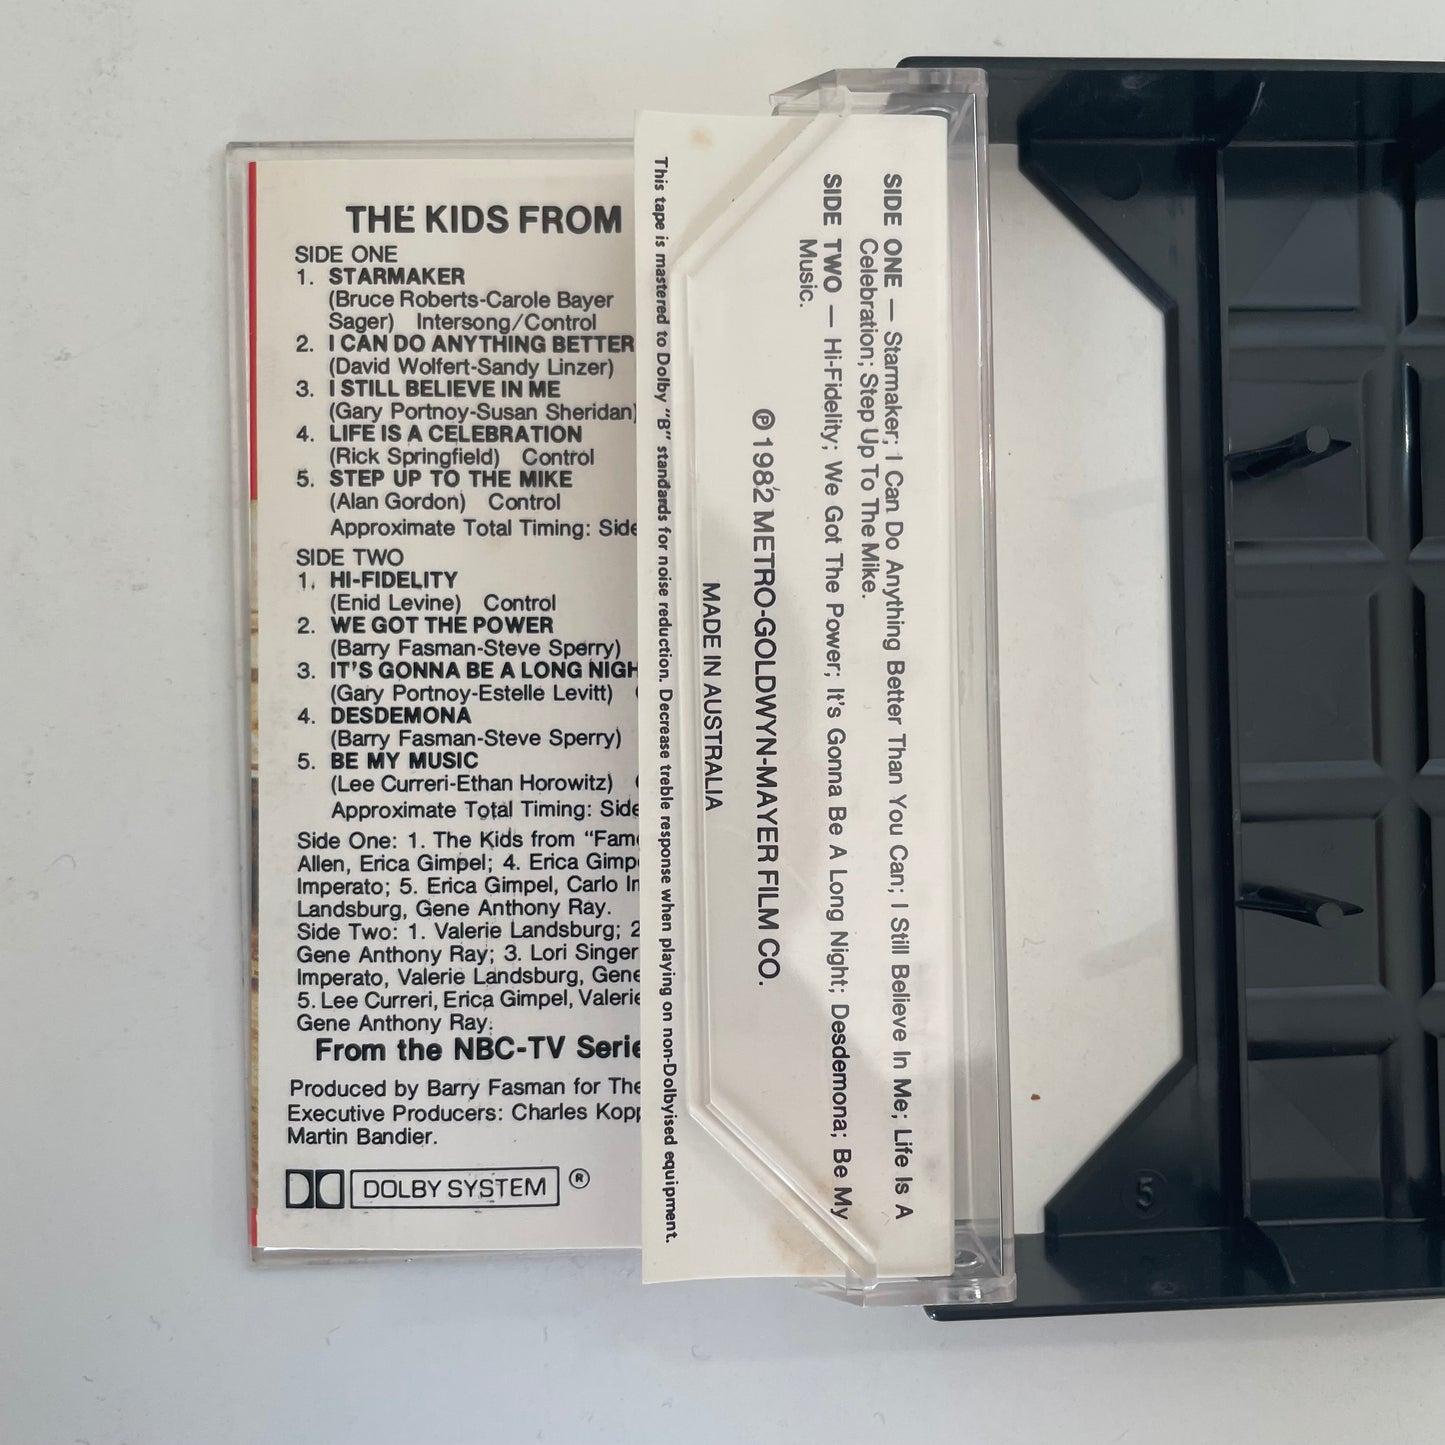 THE KIDS FROM
SIDE ONE
1. STARMAKER
(Bruce Roberts-Carole Bayer
Sager) Intersong/Control
2. I CAN DO ANYTHING BETTER
(David Wolfert-Sandy Linzer)
3. I STILL BELIEVE IN ME
(Gary Portnoy-Susan Sheridan)
4. LIFE IS A CELEBRATION
(Rick Springfield) Control
5. STEP UP TO THE MIKE
(Alan Gordon) Control
Approximate Total Timing: Side
SIDE TWO
1. HI-FIDELITY
(Enid Levine) Control
2. WE GOT THE POWER
(Barry Fasman-Steve Sperry)
3. IT'S GONNA BE A LONG NIGH
(Gary Portnoy-Estelle Levitt)
4. DESDEMONA
(Barry Fasman-Steve Sperry)
5. BE MY MUSIC
(Lee Curreri-Ethan Horowitz)
Approximate Total Timing: Side
Side One: 1. The Kids from "Fame
Allen, Erica Gimpel; 4. Erica Gimpe
Imperato; 5. Erica Gimpel, Carlo Im
Landsburg, Gene Anthony Ray.
Side Two: 1. Valerie Landsburg; 2
Gene Anthony Ray; 3. Lori Singer
Imperato, Valerie Landsburg, Gene
5. Lee Curreri, Erica Gimpel, Valerie
Gene Anthony Ray.
From the NBC-TV Serie
Produced by Barry Fasman for The
Executive Producers: Charles Kopp
Martin Bandier.
DOLBY SYSTEM ®
SIDE ONE — Starmaker; I Can Do Anything Better Than You Can; I Still Believe In Me; Life Is A
Celebration; Step Up To The Mike.
SIDE TWO — Hi-Fidelity; We Got The Power; It's Gonna Be A Long Night; Desdemona; Be My
Music.
℗ 1982 METRO-GOLDWYN-MAYER FILM CO.
MADE IN AUSTRALIA
This tape is mastered to Dolby "B" standards for noise reduction. Decrease treble response when playing on non-Dolbyised equipment.
5